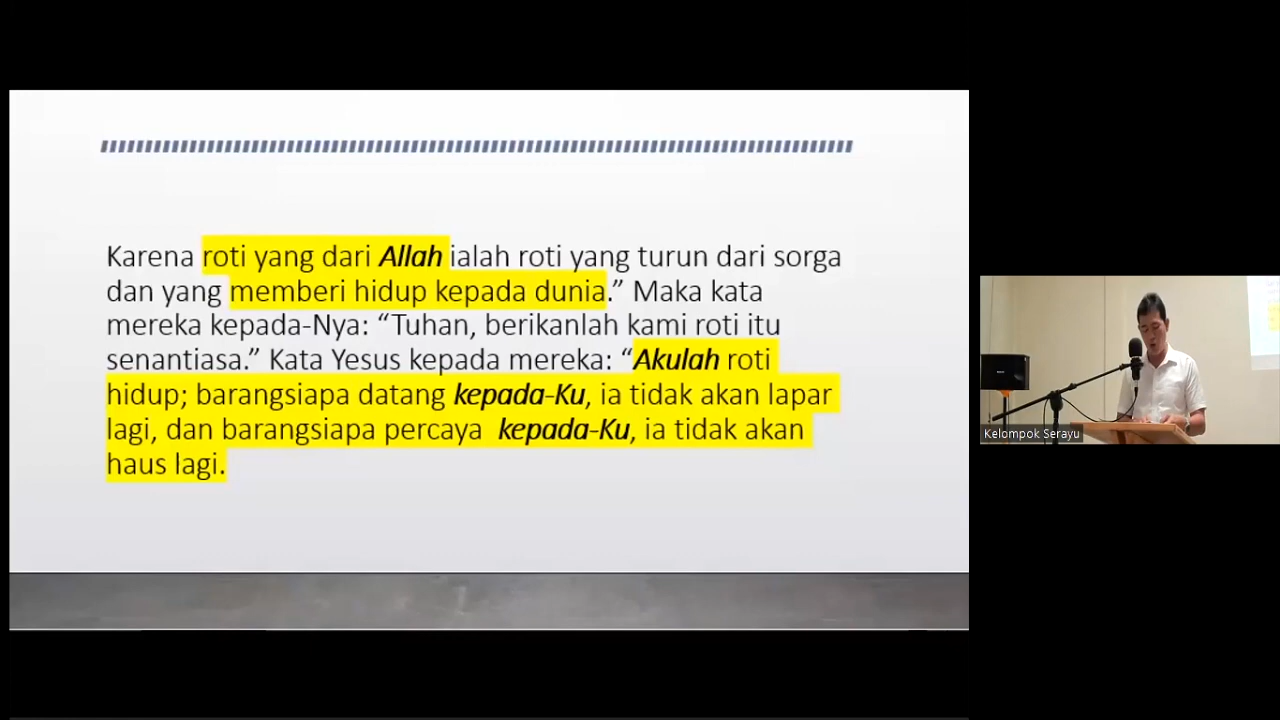 Karena roti yang dari Allah ialah roti yang turun dari sorga
dan yang memberi hidup kepada dunia.” Maka kata
mereka kepada-Nya: “Tuhan, berikanlah kami roti itu
senantiasa.” Kata Yesus kepada mereka: “Akulah roti
hidup; barangsiapa datang kepada-Ku, ia tidak akan lapar
lagi, dan barangsiapa percaya kepada-Ku, ia tidak akan
haus lagi.
Kelompok Serayu